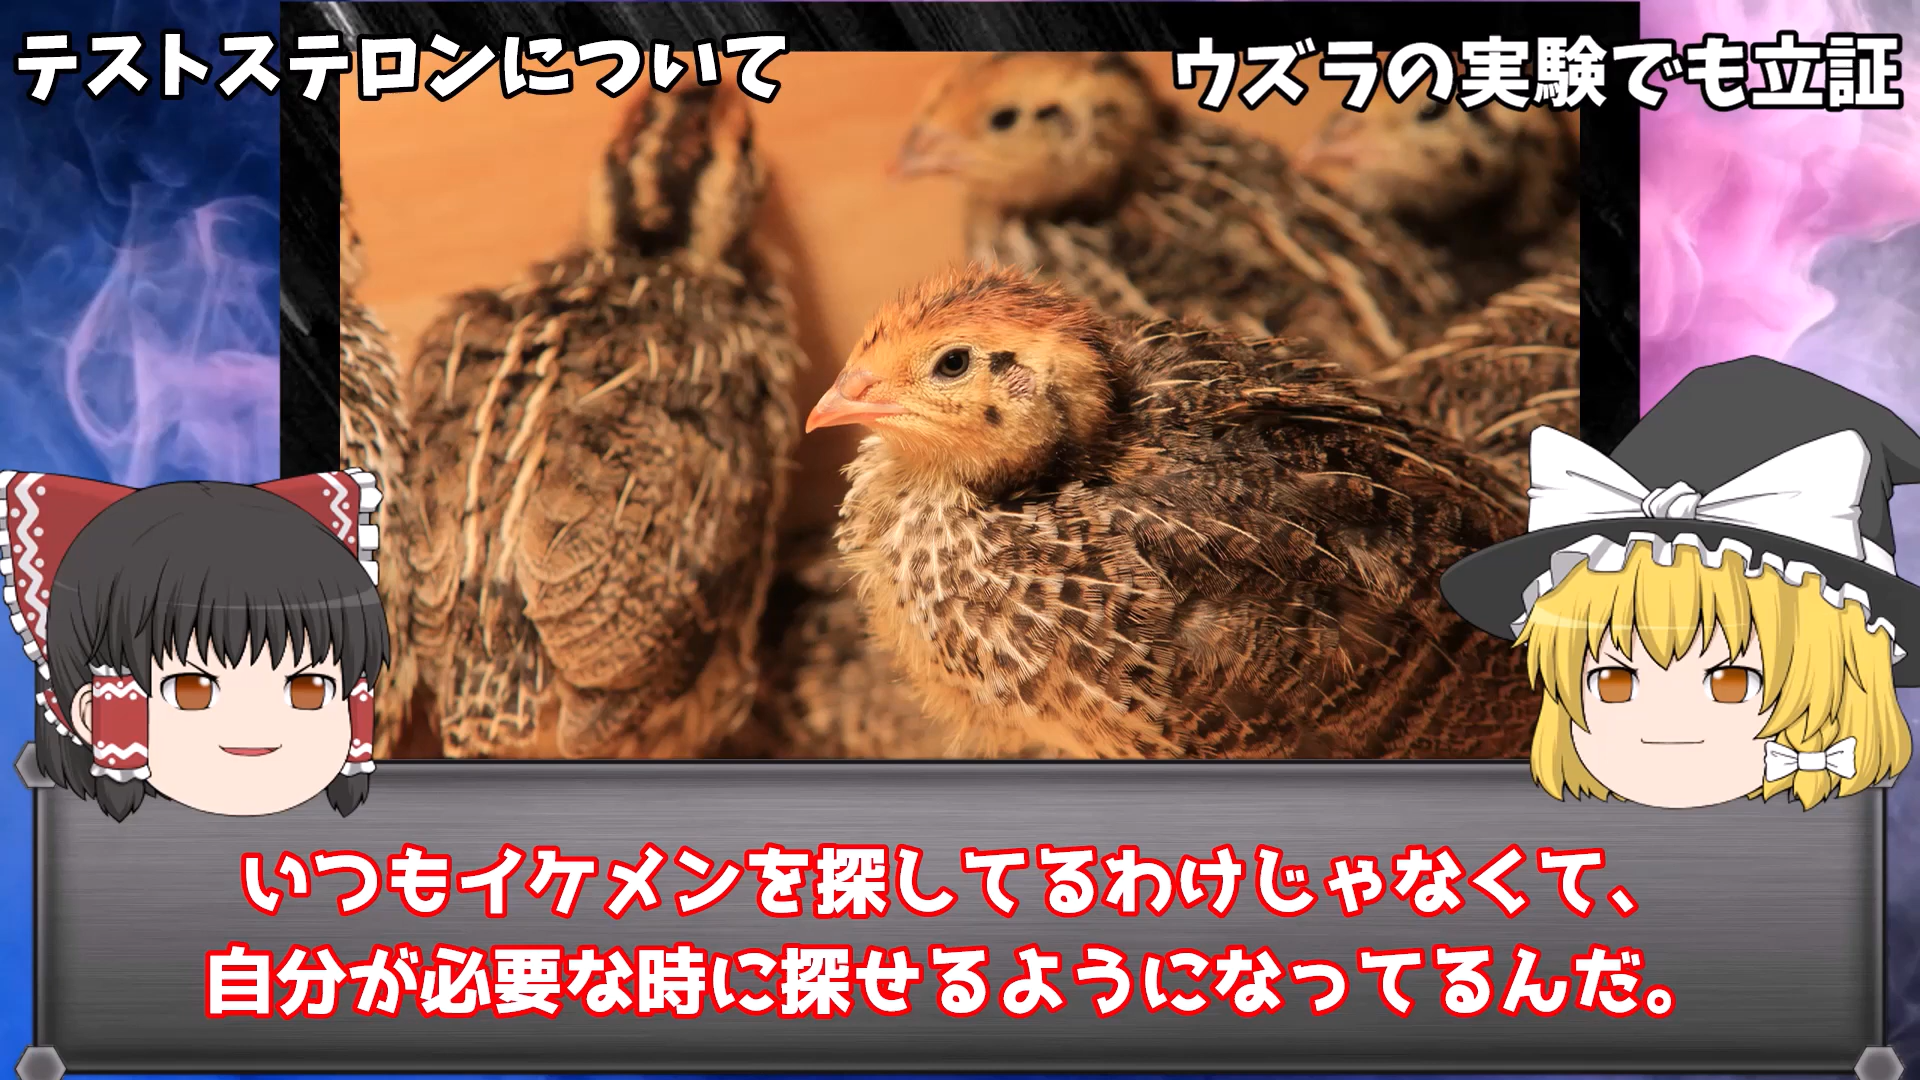 テストステロンについて
ウズラの実験でも立証
いつもイケメンを探してるわけじゃなくて、
自分が必要な時に探せるようになってるんだ。